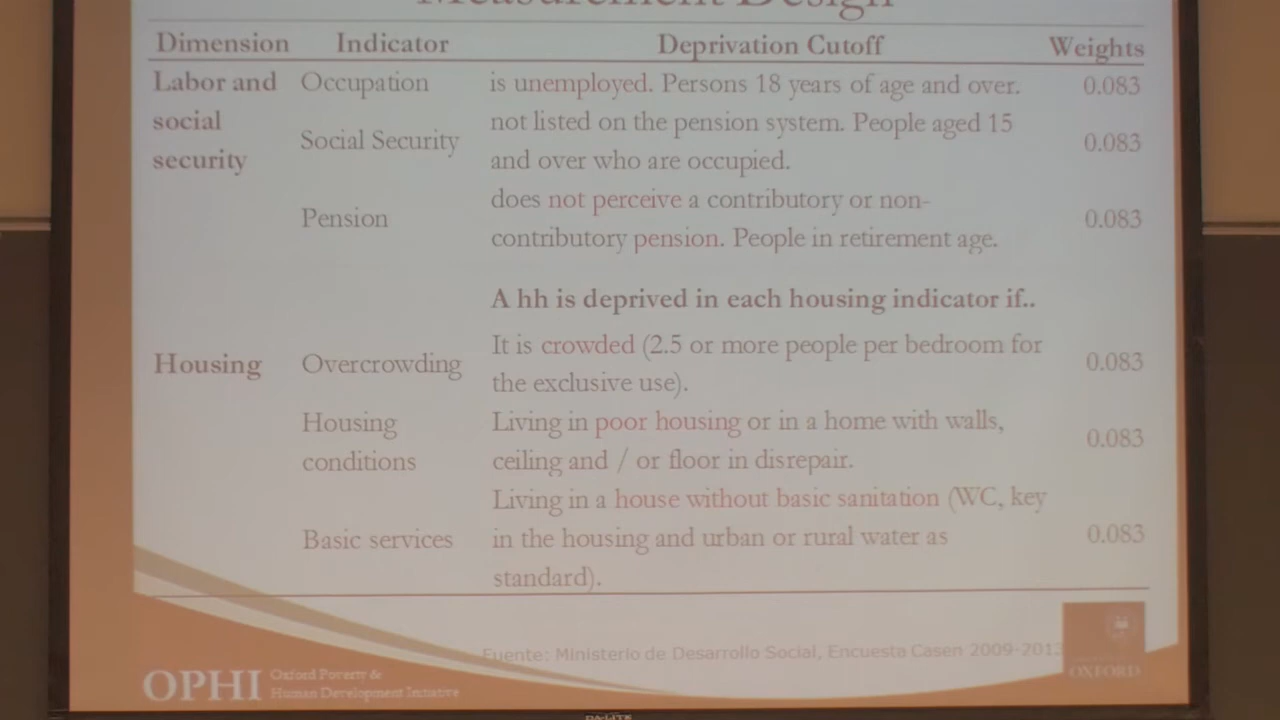 Measurement Design
Dimension Indicator Deprivation Cutoff Weights
Labor and social security
Occupation is unemployed. Persons 18 years of age and over. 0.083
Social Security not listed on the pension system. People aged 15
and over who are occupied. 0.083
Pension does not perceive a contributory or non-
contributory pension. People in retirement age. 0.083
A hh is deprived in each housing indicator if..
Housing Overcrowding It is crowded (2.5 or more people per bedroom for
the exclusive use). 0.083
Housing conditions Living in poor housing or in a home with walls,
ceiling and / or floor in disrepair. 0.083
Basic services Living in a house without basic sanitation (WC, key
in the housing and urban or rural water as
standard). 0.083
Fuente: Ministerio de Desarrollo Social, Encuesta Casen 2009-2013
OPHI Oxford Poverty &
Human Development Initiative
OXFORD
DA-LITE